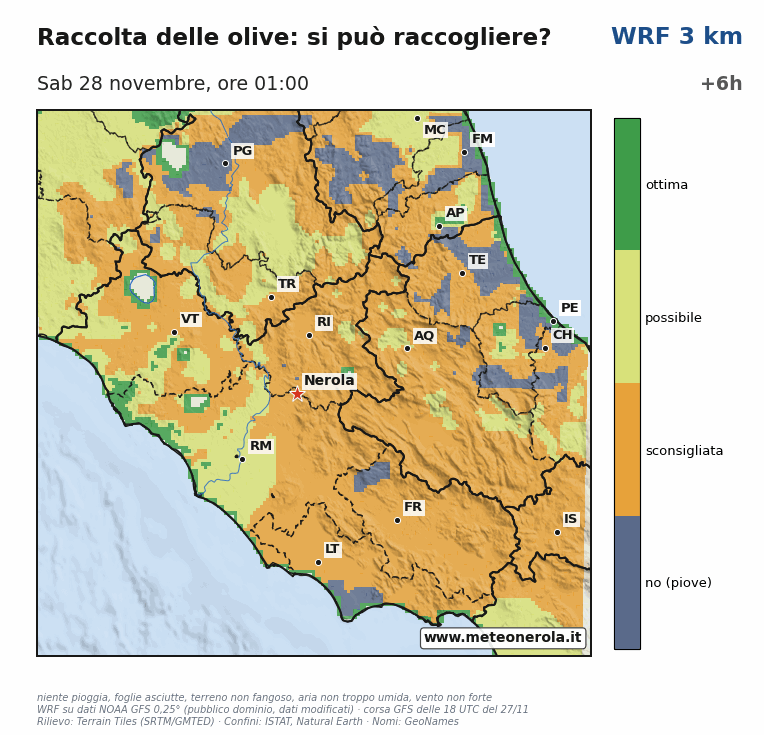 Raccolta delle olive: si può raccogliere?
WRF 3 km
Sab 28 novembre, ore 01:00
+6h
MC
FM
PG
AP
TE
TR
PE
VT
RI
AQ
CH
Nerola
RM
FR
IS
LT
www.meteonerola.it
ottima
possibile
sconsigliata
no (piove)
niente pioggia, foglie asciutte, terreno non fangoso, aria non troppo umida, vento non forte
WRF su dati NOAA GFS 0,25° (pubblico dominio, dati modificati) · corsa GFS delle 18 UTC del 27/11
Rilievo: Terrain Tiles (SRTM/GMTED) · Confini: ISTAT, Natural Earth · Nomi: GeoNames